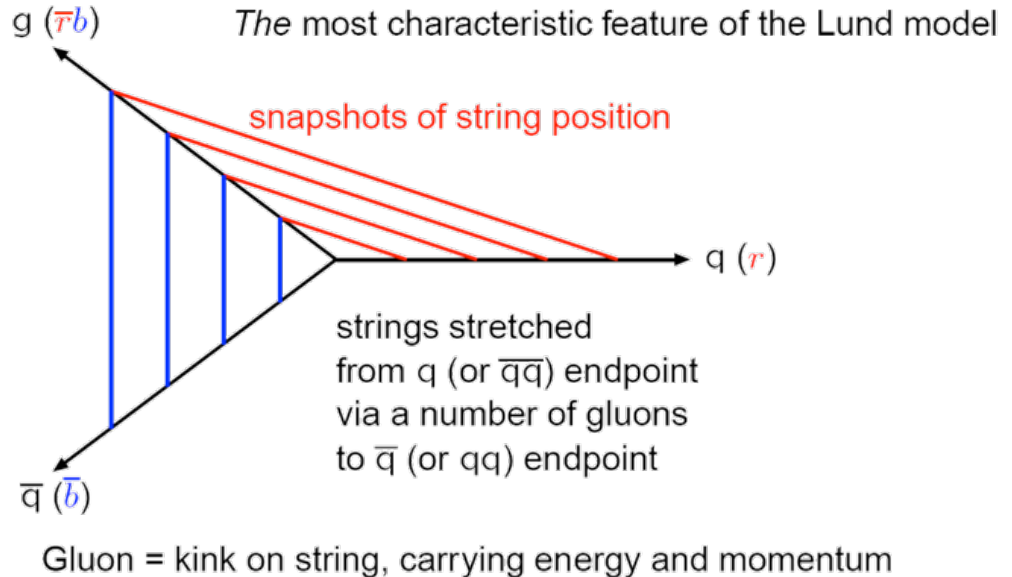 g (r̅b)
The most characteristic feature of the Lund model
snapshots of string position
q (r)
strings stretched
from q (or q̅q̅) endpoint
via a number of gluons
to q̅ (or qq) endpoint
q̅ (b̅)
Gluon = kink on string, carrying energy and momentum